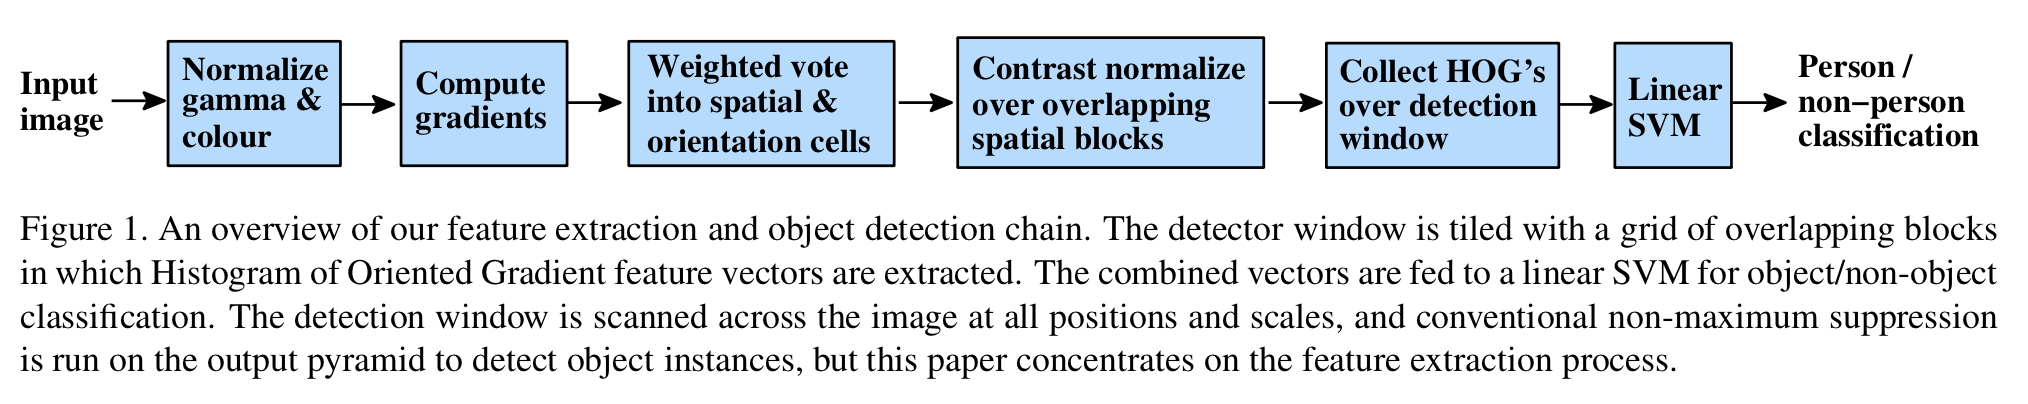 Input
image
Normalize
gamma &
colour
Compute
gradients
Weighted vote
into spatial &
orientation cells
Contrast normalize
over overlapping
spatial blocks
Collect HOG's
over detection
window
Linear
SVM
Person /
non−person
classification
Figure 1. An overview of our feature extraction and object detection chain. The detector window is tiled with a grid of overlapping blocks
in which Histogram of Oriented Gradient feature vectors are extracted. The combined vectors are fed to a linear SVM for object/non-object
classification. The detection window is scanned across the image at all positions and scales, and conventional non-maximum suppression
is run on the output pyramid to detect object instances, but this paper concentrates on the feature extraction process.